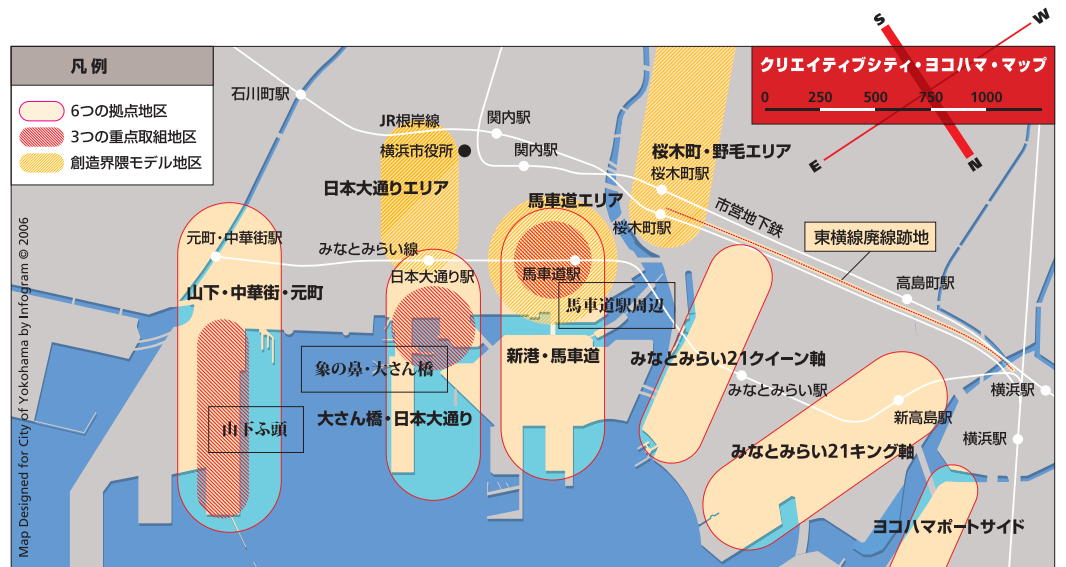 S
W
E
N
クリエイティブシティ・ヨコハマ・マップ
0 250 500 750 1000
凡例
6つの拠点地区
3つの重点取組地区
創造界隈モデル地区
石川町駅
JR根岸線
関内駅
横浜市役所
関内駅
桜木町・野毛エリア
桜木町駅
日本大通りエリア
馬車道エリア
市営地下鉄
桜木町駅
東横線廃線跡地
元町・中華街駅
みなとみらい線
日本大通り駅
馬車道駅
高島町駅
山下・中華街・元町
馬車道駅周辺
新港・馬車道
みなとみらい21クイーン軸
象の鼻・大さん橋
みなとみらい駅
横浜駅
大さん橋・日本大通り
新高島駅
山下ふ頭
横浜駅
みなとみらい21キング軸
ヨコハマポートサイド
Map Designed for City of Yokohama by Infogram © 2006